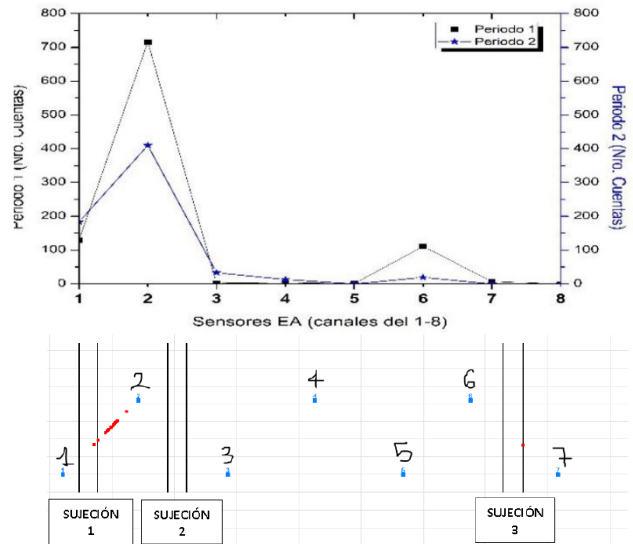 800
700
600
500
400
300
200
100
0
Periodo 1 (Nro. Cuentas)
Periodo 1
Periodo 2
800
700
600
500
400
300
200
100
0
Periodo 2 (Nro. Cuentas)
1 2 3 4 5 6 7 8
Sensores EA (canales del 1-8)
2 4 6
1 3 5 7
SUJECIÓN
1
SUJECIÓN
2
SUJECIÓN
3